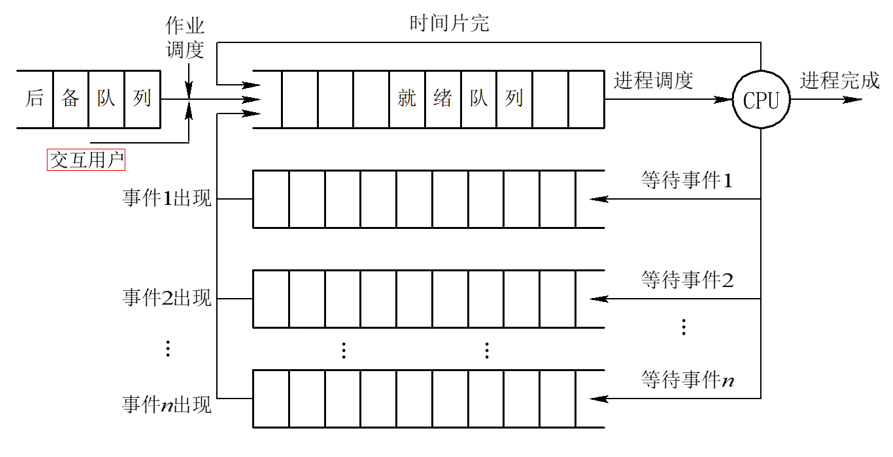 作业
调度
时间片完
后备队列
就绪队列
进程调度
CPU
进程完成
交互用户
事件1出现
等待事件1
事件2出现
等待事件2
⋮
⋮
⋮
⋮
事件n出现
等待事件n